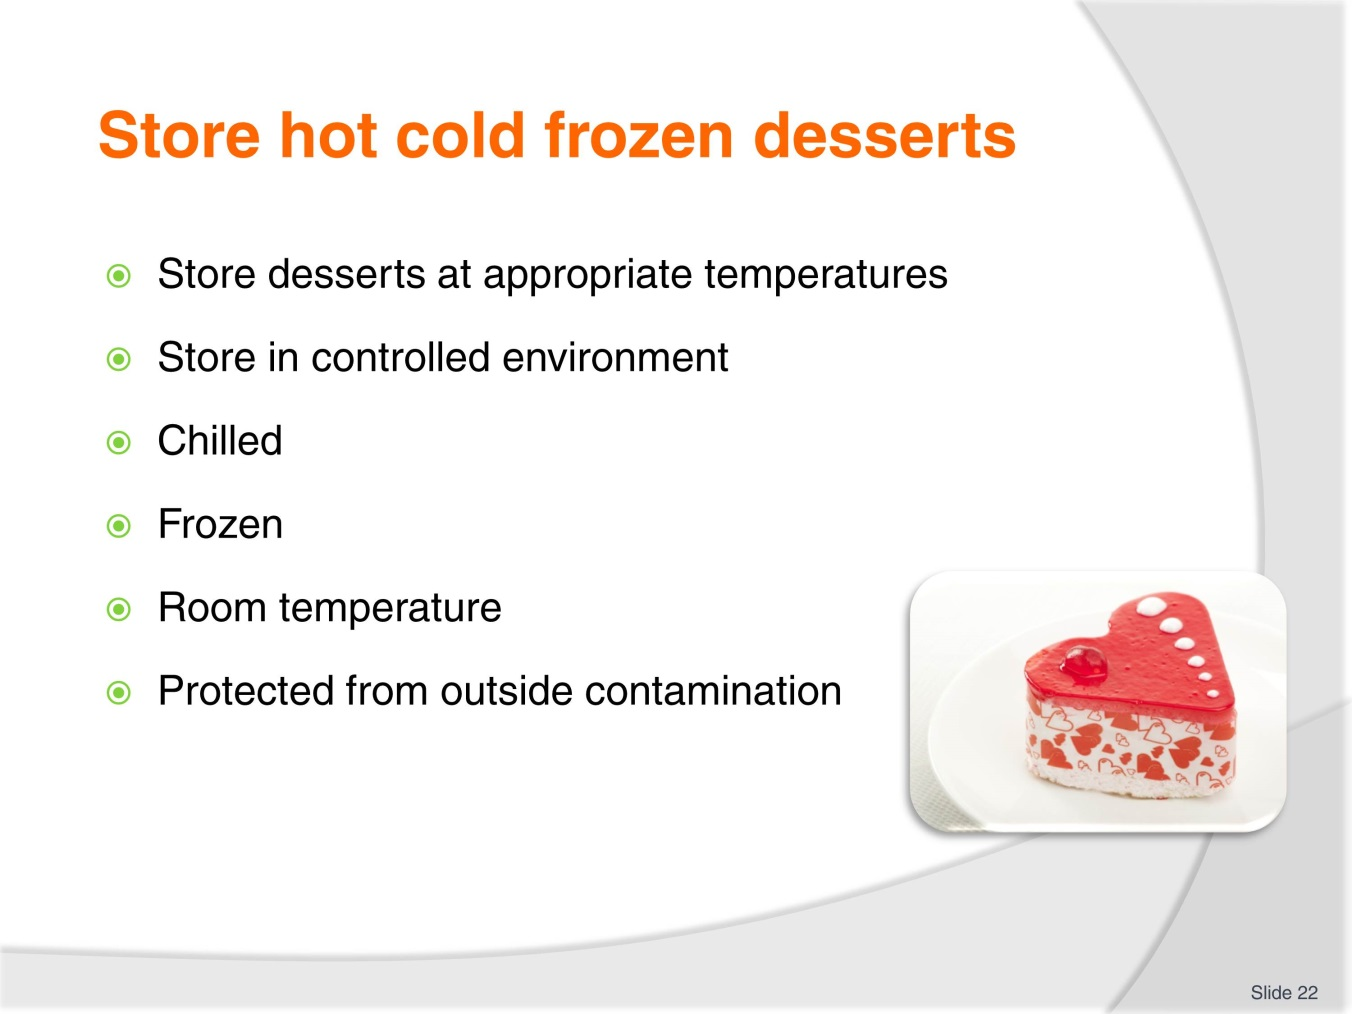 Store hot cold frozen desserts
Store desserts at appropriate temperatures
Store in controlled environment
Chilled
Frozen
Room temperature
Protected from outside contamination
Slide 22